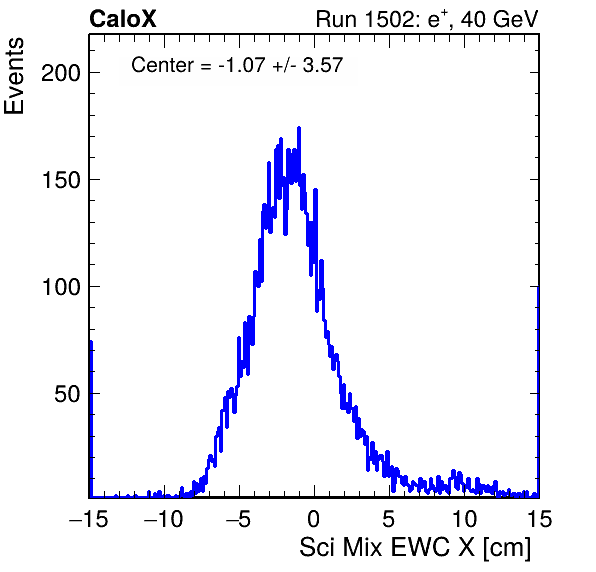 CaloX Run 1502: e⁺, 40 GeV
Center = -1.07 +/- 3.57
Events
200
150
100
50
−15 −10 −5 0 5 10 15
Sci Mix EWC X [cm]